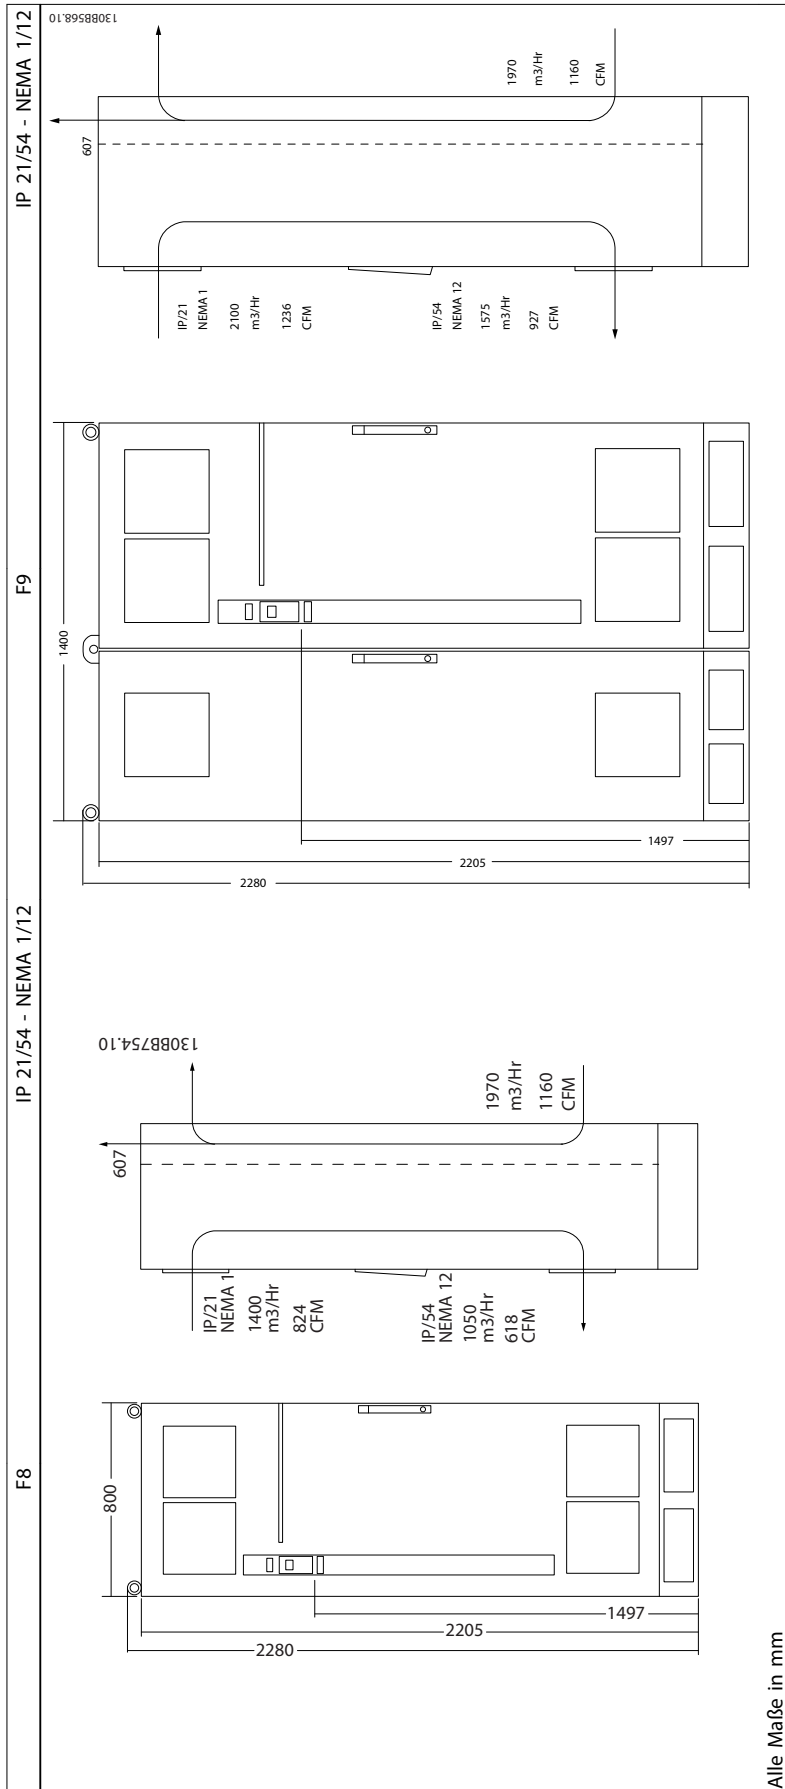 F8
IP 21/54 - NEMA 1/12
F9
IP 21/54 - NEMA 1/12
800
2280
2205
1497
IP/21
NEMA 1
1400
m3/Hr
824
CFM
IP/54
NEMA 12
1050
m3/Hr
618
CFM
607
1970
m3/Hr
1160
CFM
130BB754.10
1400
2280
2205
1497
IP/21
NEMA 1
2100
m3/Hr
1236
CFM
IP/54
NEMA 12
1575
m3/Hr
927
CFM
607
1970
m3/Hr
1160
CFM
130BB568.10
Alle Maße in mm